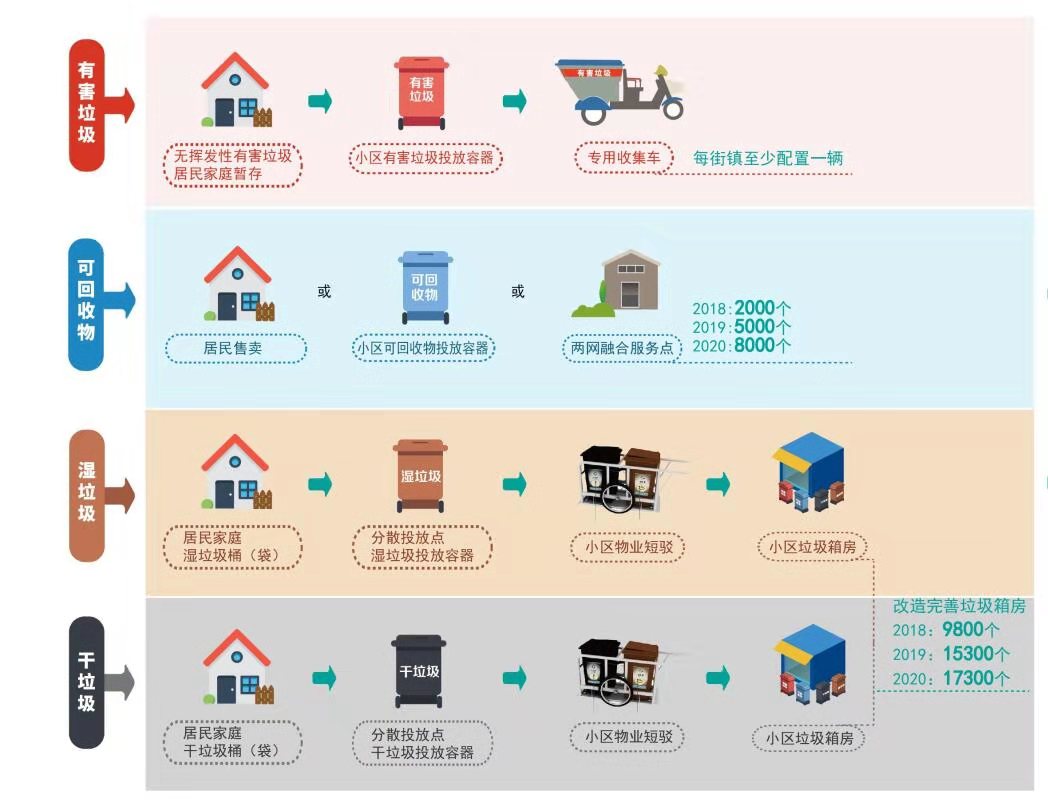 有害垃圾
有害
垃圾
有害垃圾
无挥发性有害垃圾
居民家庭暂存
小区有害垃圾投放容器
专用收集车
每街镇至少配置一辆
可回收物
或
可回
收物
或
居民售卖
小区可回收物投放容器
两网融合服务点
2018:2000个
2019:5000个
2020:8000个
湿垃圾
湿垃圾
居民家庭
湿垃圾桶（袋）
分散投放点
湿垃圾投放容器
小区物业短驳
小区垃圾箱房
改造完善垃圾箱房
2018：9800个
2019：15300个
2020：17300个
干垃圾
干垃圾
居民家庭
干垃圾桶（袋）
分散投放点
干垃圾投放容器
小区物业短驳
小区垃圾箱房